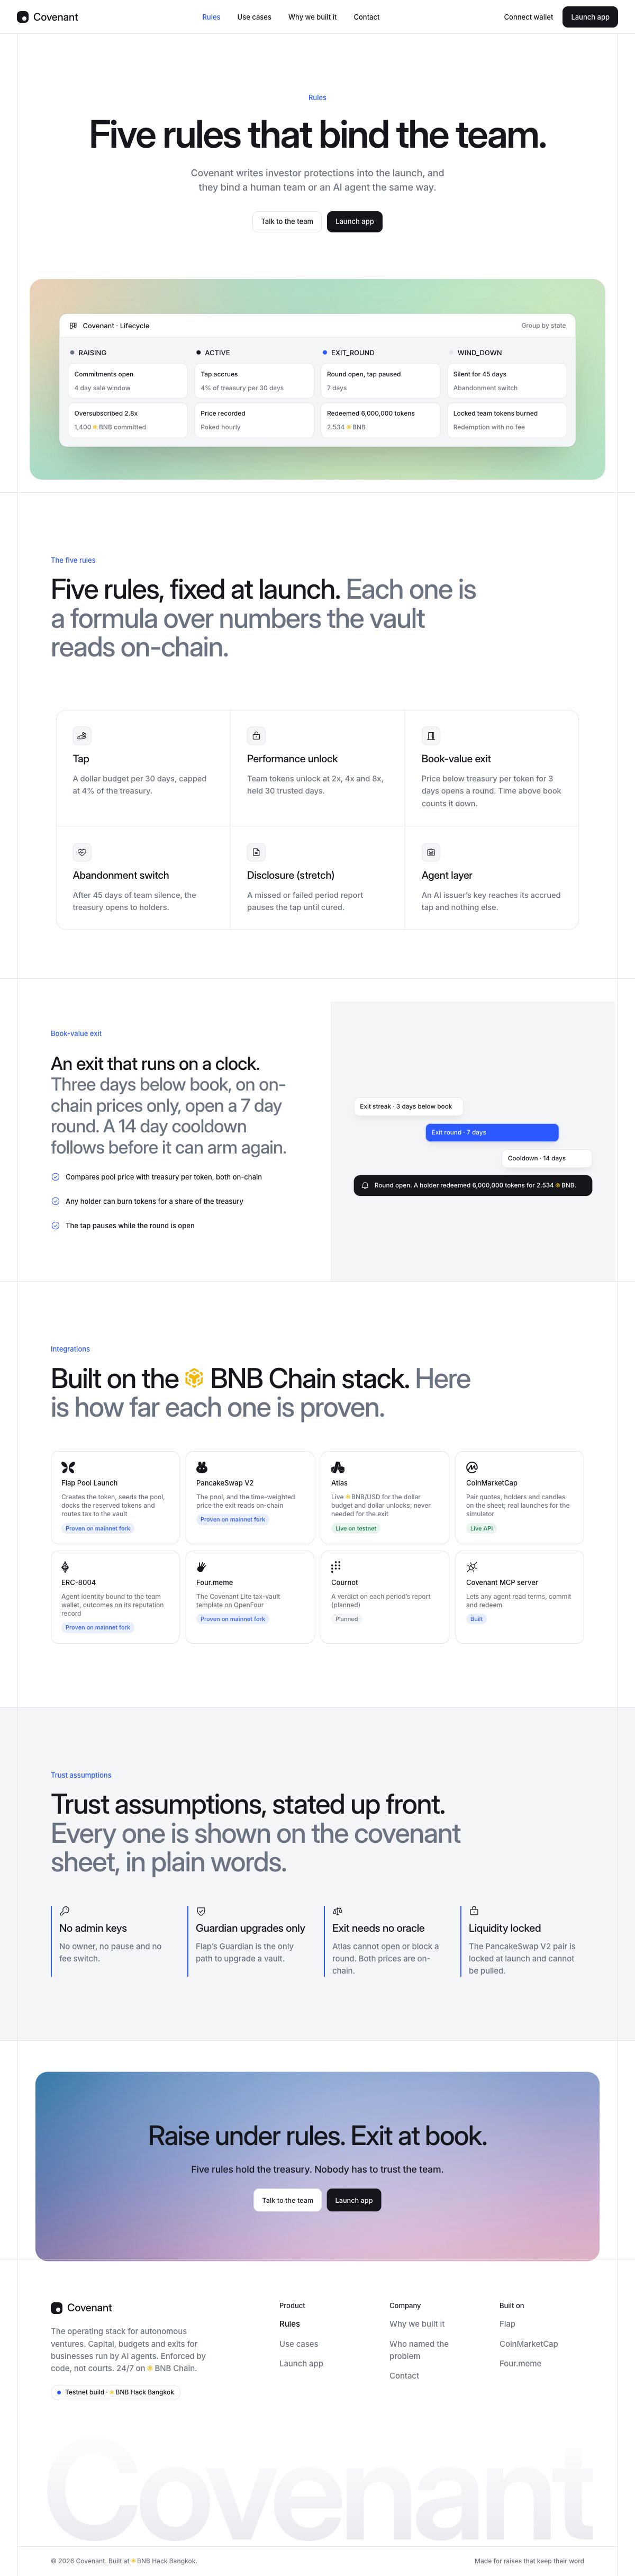 Covenant
Rules
Use cases
Why we built it
Contact
Connect wallet
Launch app
Rules
Five rules that bind the team.
Covenant writes investor protections into the launch, and
they bind a human team or an AI agent the same way.
Talk to the team
Launch app
Covenant · Lifecycle
Group by state
RAISING
Commitments open
4 day sale window
Oversubscribed 2.8x
1,400 BNB committed
ACTIVE
Tap accrues
4% of treasury per 30 days
Price recorded
Poked hourly
EXIT_ROUND
Round open, tap paused
7 days
Redeemed 6,000,000 tokens
2.534 BNB
WIND_DOWN
Silent for 45 days
Abandonment switch
Locked team tokens burned
Redemption with no fee
The five rules
Five rules, fixed at launch. Each one is
a formula over numbers the vault
reads on-chain.
Tap
A dollar budget per 30 days, capped
at 4% of the treasury.
Performance unlock
Team tokens unlock at 2x, 4x and 8x,
held 30 trusted days.
Book-value exit
Price below treasury per token for 3
days opens a round. Time above book
counts it down.
Abandonment switch
After 45 days of team silence, the
treasury opens to holders.
Disclosure (stretch)
A missed or failed period report
pauses the tap until cured.
Agent layer
An AI issuer's key reaches its accrued
tap and nothing else.
Book-value exit
An exit that runs on a clock.
Three days below book, on on-
chain prices only, open a 7 day
round. A 14 day cooldown
follows before it can arm again.
Compares pool price with treasury per token, both on-chain
Any holder can burn tokens for a share of the treasury
The tap pauses while the round is open
Exit streak · 3 days below book
Exit round · 7 days
Cooldown · 14 days
Round open. A holder redeemed 6,000,000 tokens for 2.534 BNB.
Integrations
Built on the BNB Chain stack. Here
is how far each one is proven.
Flap Pool Launch
Creates the token, seeds the pool,
docks the reserved tokens and
routes tax to the vault
Proven on mainnet fork
PancakeSwap V2
The pool, and the time-weighted
price the exit reads on-chain
Proven on mainnet fork
Atlas
Live BNB/USD for the dollar
budget and dollar unlocks; never
needed for the exit
Live on testnet
CoinMarketCap
Pair quotes, holders and candles
on the sheet; real launches for the
simulator
Live API
ERC-8004
Agent identity bound to the team
wallet, outcomes on its reputation
record
Proven on mainnet fork
Four.meme
The Covenant Lite tax-vault
template on OpenFour
Proven on mainnet fork
Cournot
A verdict on each period's report
(planned)
Planned
Covenant MCP server
Lets any agent read terms, commit
and redeem
Built
Trust assumptions
Trust assumptions, stated up front.
Every one is shown on the covenant
sheet, in plain words.
No admin keys
No owner, no pause and no
fee switch.
Guardian upgrades only
Flap's Guardian is the only
path to upgrade a vault.
Exit needs no oracle
Atlas cannot open or block a
round. Both prices are on-
chain.
Liquidity locked
The PancakeSwap V2 pair is
locked at launch and cannot
be pulled.
Raise under rules. Exit at book.
Five rules hold the treasury. Nobody has to trust the team.
Talk to the team
Launch app
Covenant
The operating stack for autonomous
ventures. Capital, budgets and exits for
businesses run by AI agents. Enforced by
code, not courts. 24/7 on BNB Chain.
Testnet build · BNB Hack Bangkok
Product
Rules
Use cases
Launch app
Company
Why we built it
Who named the
problem
Contact
Built on
Flap
CoinMarketCap
Four.meme
Covenant
© 2026 Covenant. Built at BNB Hack Bangkok.
Made for raises that keep their word